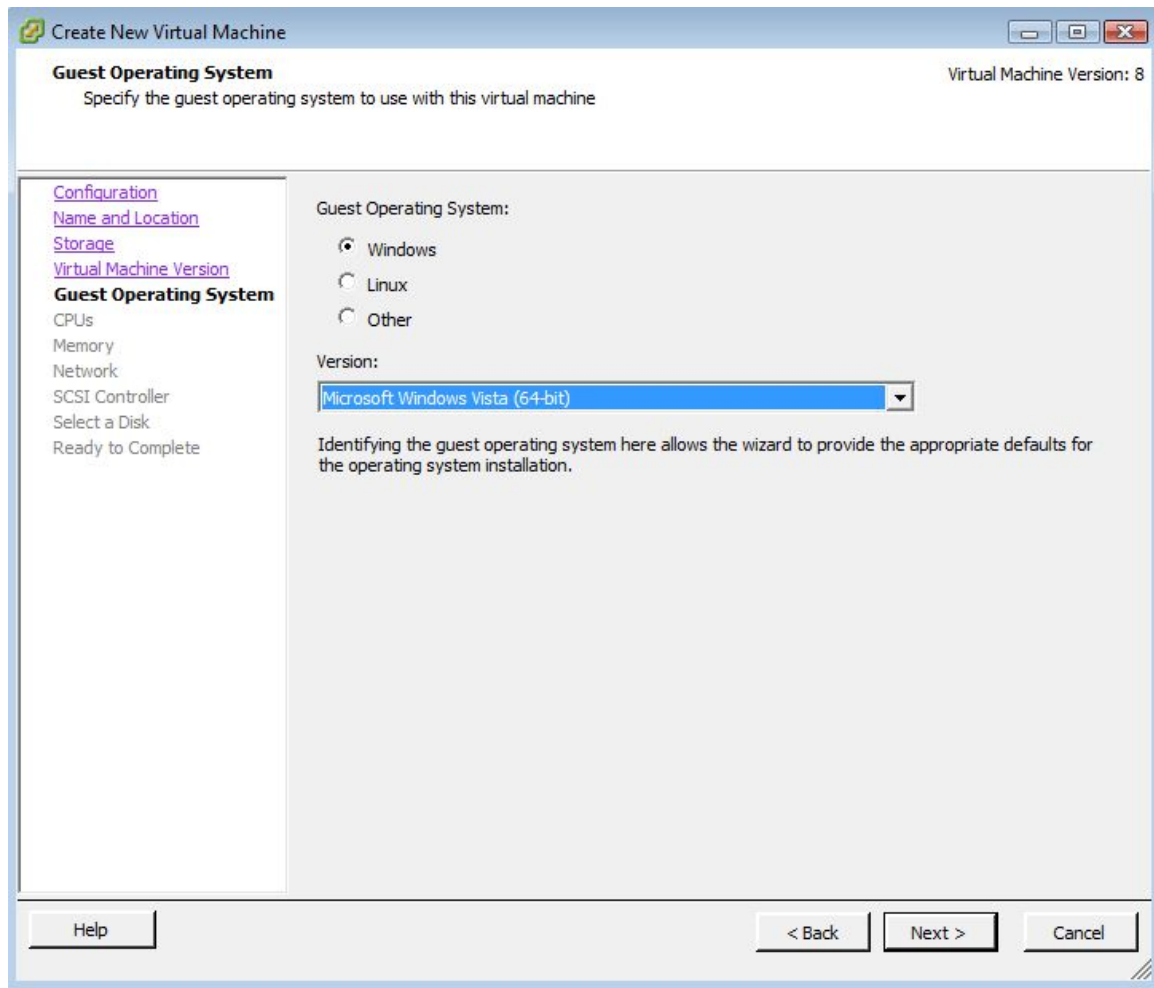 Create New Virtual Machine
Guest Operating System
Virtual Machine Version: 8
Specify the guest operating system to use with this virtual machine
Configuration
Name and Location
Storage
Virtual Machine Version
Guest Operating System
CPUs
Memory
Network
SCSI Controller
Select a Disk
Ready to Complete
Guest Operating System:
Windows
Linux
Other
Version:
Microsoft Windows Vista (64-bit)
Identifying the guest operating system here allows the wizard to provide the appropriate defaults for
the operating system installation.
Help
< Back
Next >
Cancel